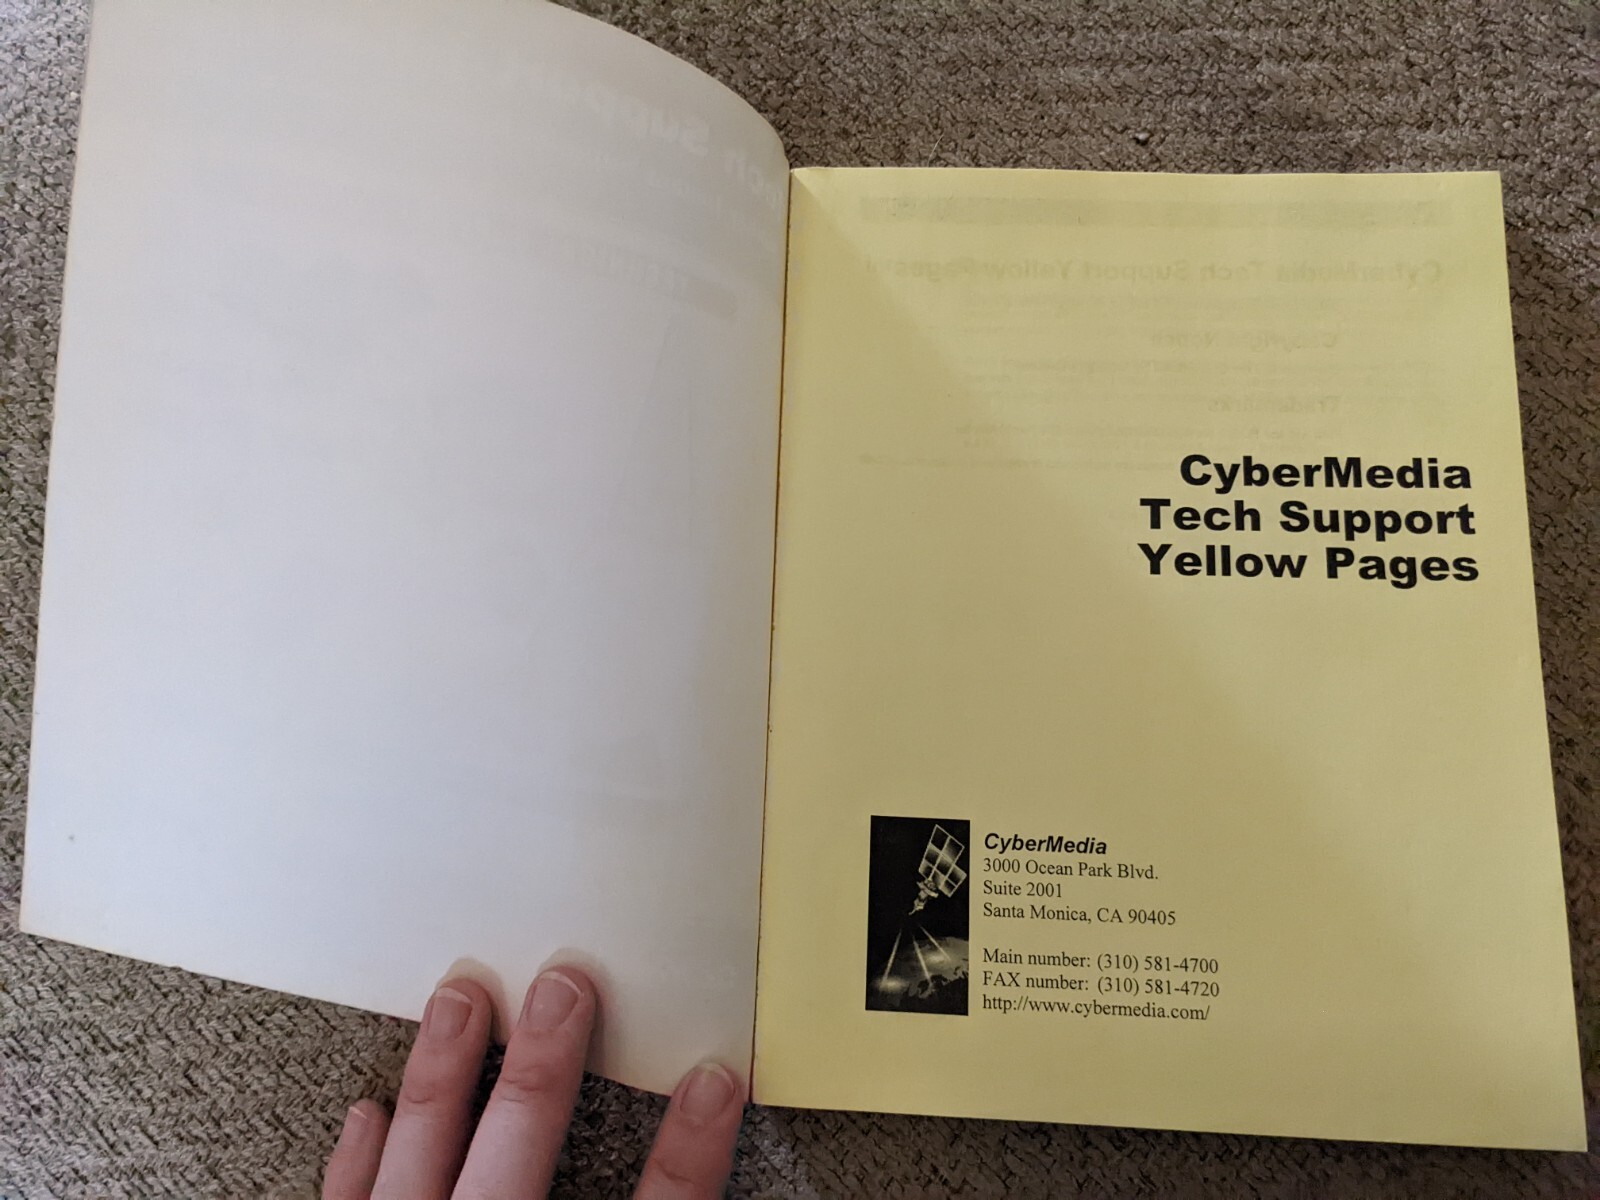 CyberMedia
Tech Support
Yellow Pages
CyberMedia
3000 Ocean Park Blvd.
Suite 2001
Santa Monica, CA 90405
Main number: (310) 581-4700
FAX number: (310) 581-4720
http://www.cybermedia.com/